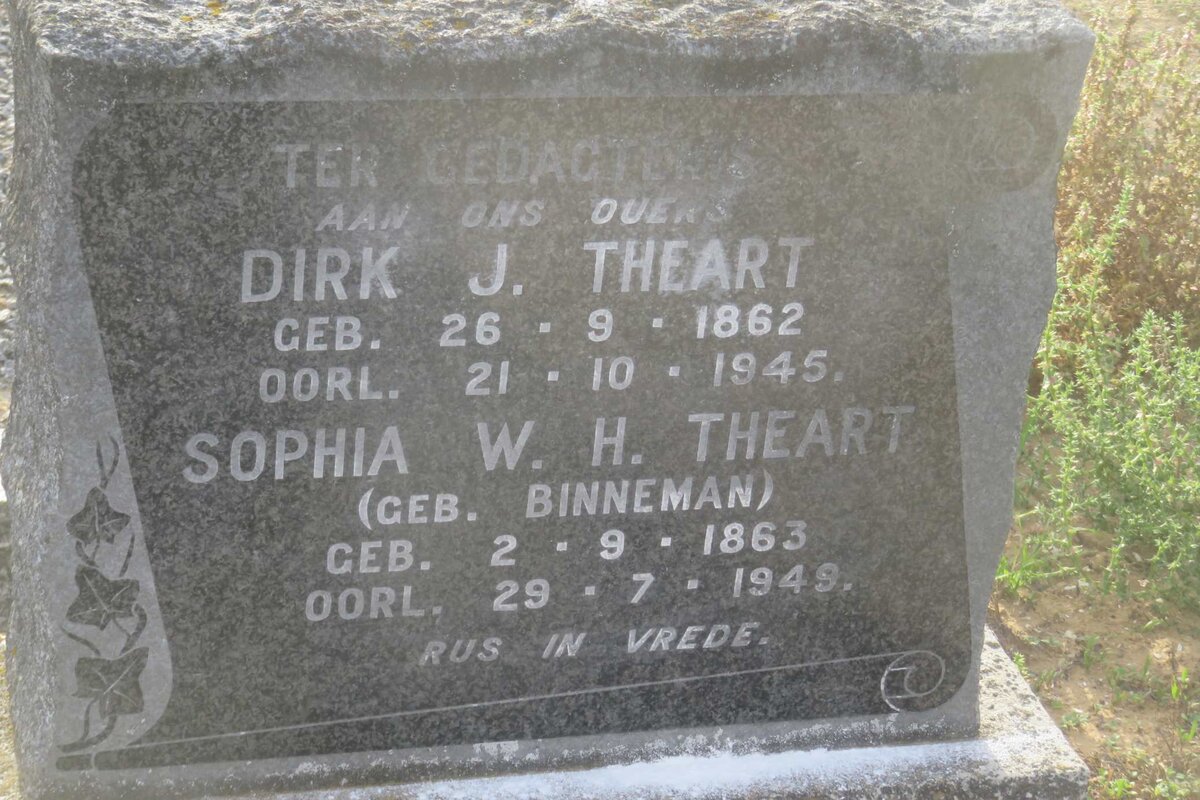 TER GEDAGTENIS
AAN ONS OUERS
DIRK J. THEART
GEB. 26 - 9 - 1862
OORL. 21 - 10 - 1945.
SOPHIA W. H. THEART
(GEB. BINNEMAN)
GEB. 2 - 9 - 1863
OORL. 29 - 7 - 1949.
RUS IN VREDE.